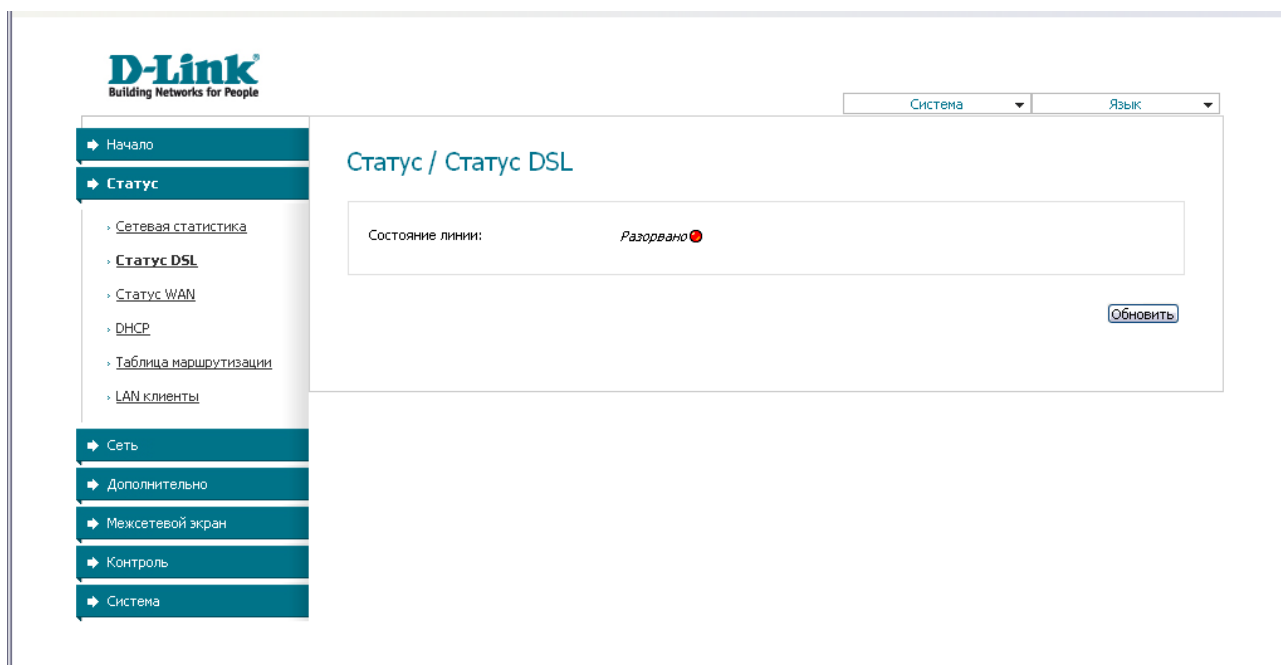 D-Link®
Building Networks for People
Система
Язык
Начало
Статус
Сетевая статистика
Статус DSL
Статус WAN
DHCP
Таблица маршрутизации
LAN клиенты
Сеть
Дополнительно
Межсетевой экран
Контроль
Система
Статус / Статус DSL
Состояние линии: Разорвано
Обновить